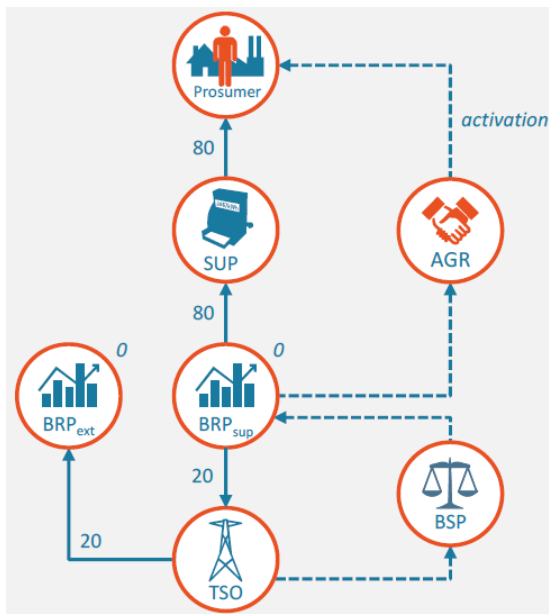 Prosumer
activation
80
SUP
AGR
80
0
0
BRPext
BRPsup
20
BSP
20
TSO